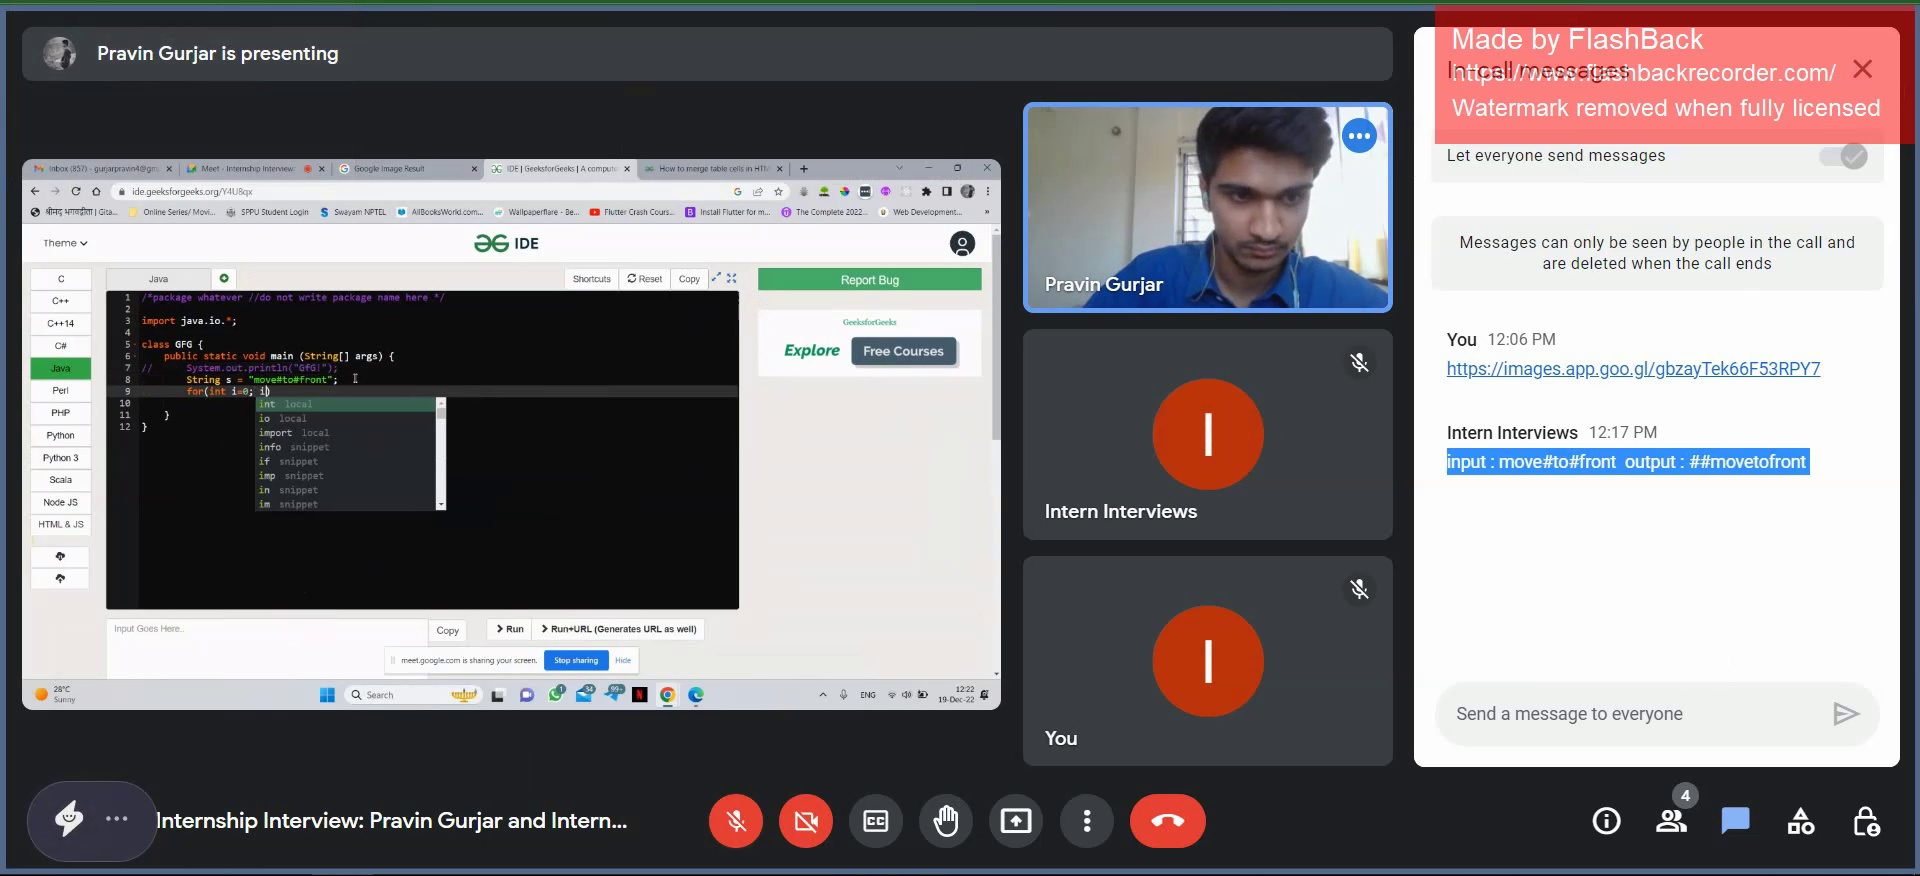 Pravin Gurjar is presenting
Made by FlashBack
https://www.flashbackrecorder.com/
Watermark removed when fully licensed
In-call messages
Let everyone send messages
Messages can only be seen by people in the call and
are deleted when the call ends
You 12:06 PM
https://images.app.goo.gl/gbzayTek66F53RPY7
Intern Interviews 12:17 PM
input : move#to#front output : ##movetofront
Send a message to everyone
Inbox (857) - gurjarpravin4@gm
Meet - Internship Interview:
Google Image Result
IDE | GeeksforGeeks | A compute
How to merge table cells in HTM
ide.geeksforgeeks.org/Y4U8qx
श्रीमद् भगवद्गीता | Gita...
Online Series/ Movi...
SPPU Student Login
Swayam NPTEL
AllBooksWorld.com...
Wallpaperflare - Be...
Flutter Crash Cours...
Install Flutter for m...
The Complete 2022...
Web Development...
Theme
IDE
C
C++
C++14
C#
Java
Perl
PHP
Python
Python 3
Scala
Node JS
HTML & JS
Java
Shortcuts
Reset
Copy
1 /*package whatever //do not write package name here */
2
3 import java.io.*;
4
5 class GFG {
6 public static void main (String[] args) {
7 // System.out.println("GfG!");
8 String s = "move#to#front";
9 for(int i=0; i)
10
11 }
12 }
int local
io local
import local
info snippet
if snippet
imp snippet
in snippet
im snippet
Report Bug
GeeksforGeeks
Explore
Free Courses
Input Goes Here..
Copy
Run
Run+URL (Generates URL as well)
meet.google.com is sharing your screen.
Stop sharing
Hide
28°C
Sunny
Search
1
34
99+
N
ENG
12:22
19-Dec-22
Pravin Gurjar
I
Intern Interviews
I
You
Internship Interview: Pravin Gurjar and Intern...
4